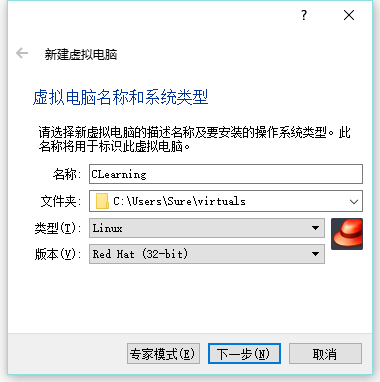 ?
新建虚拟电脑
虚拟电脑名称和系统类型
请选择新虚拟电脑的描述名称及要安装的操作系统类型。此
名称将用于标识此虚拟电脑。
名称: CLearning
文件夹: C:\Users\Sure\virtuals
类型(T): Linux
版本(V): Red Hat (32-bit)
专家模式(E) 下一步(N) 取消